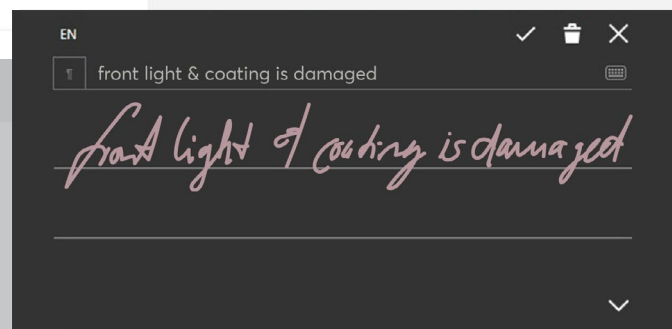 EN
¶ front light & coating is damaged
front light & coating is damaged